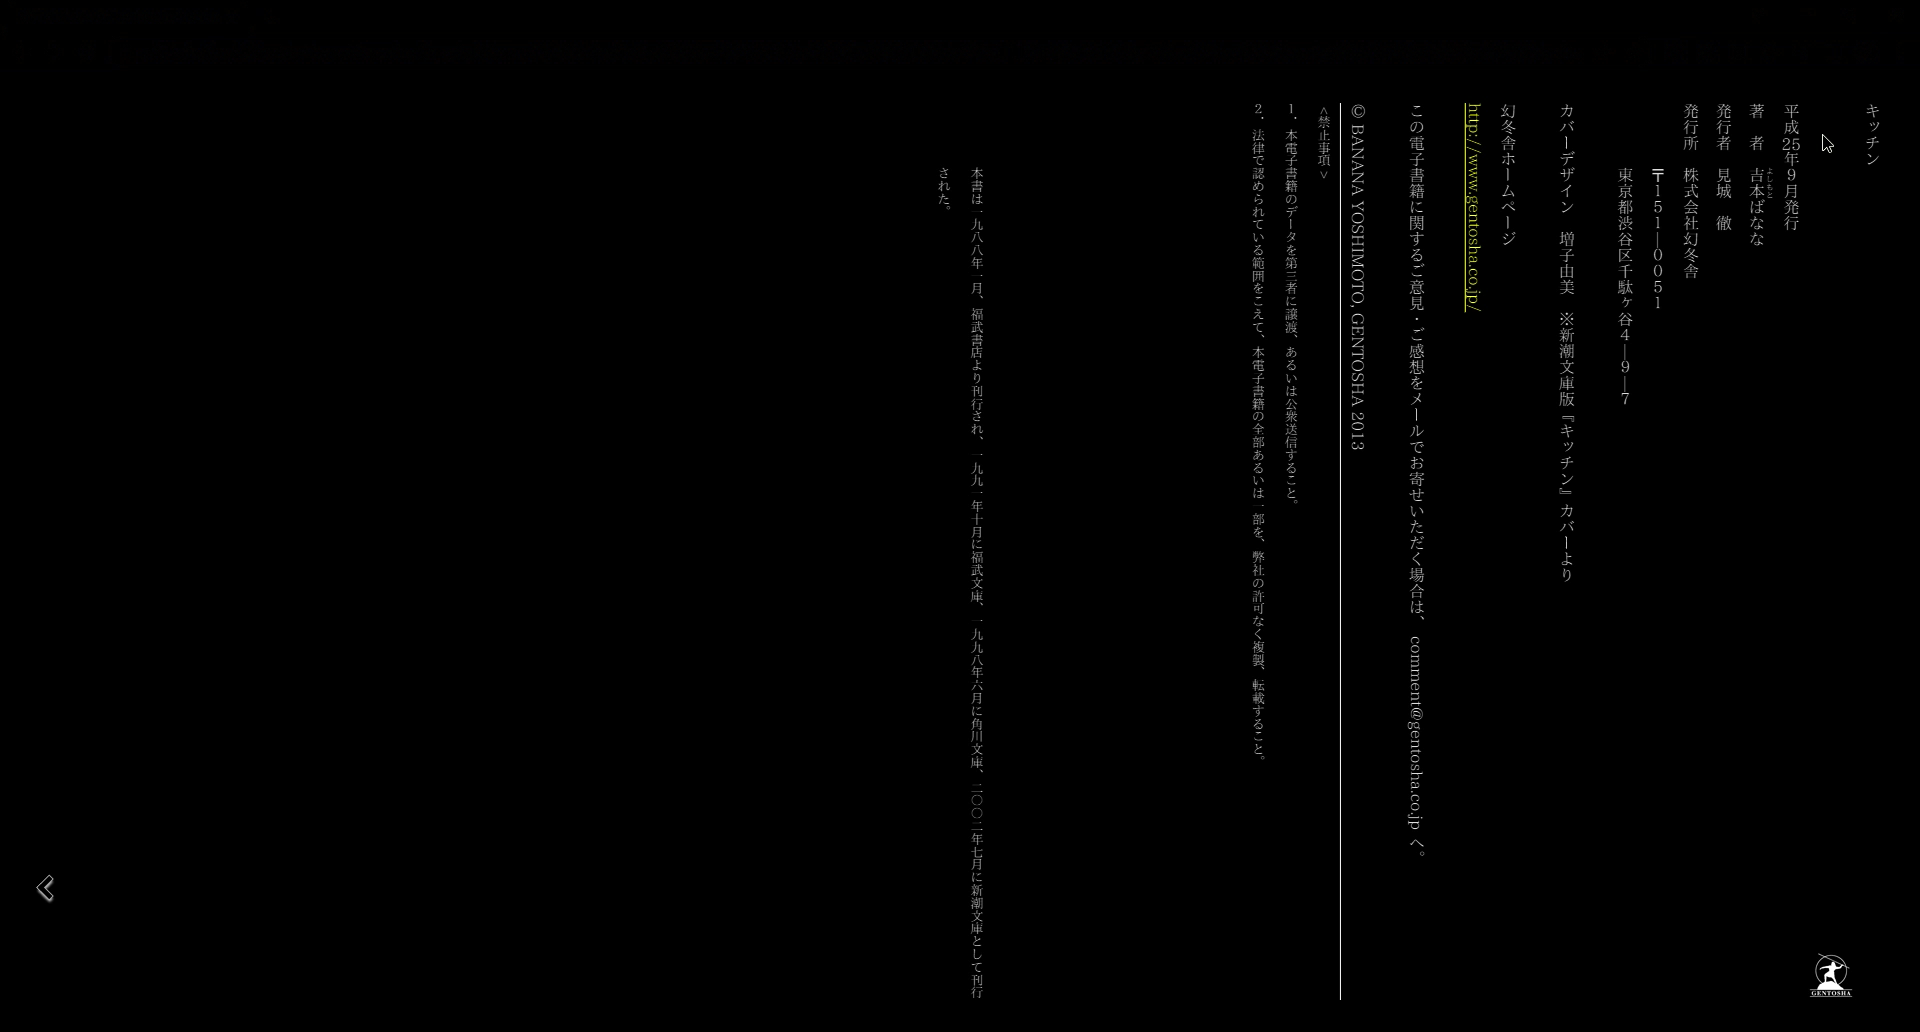 キッチン
平成25年9月発行
著　者　吉本ばなな
よしもと
発行者　見城　徹
発行所　株式会社幻冬舎
〒151―0051
東京都渋谷区千駄ヶ谷4―9―7
カバーデザイン　増子由美　※新潮文庫版『キッチン』カバーより
幻冬舎ホームページ
http://www.gentosha.co.jp/
この電子書籍に関するご意見・ご感想をメールでお寄せいただく場合は、comment@gentosha.co.jp へ。
© BANANA YOSHIMOTO, GENTOSHA 2013
<禁止事項>
1．本電子書籍のデータを第三者に譲渡、あるいは公衆送信すること。
2．法律で認められている範囲をこえて、本電子書籍の全部あるいは一部を、弊社の許可なく複製、転載すること。
本書は一九八八年一月、福武書店より刊行され、一九九一年十月に福武文庫、一九九八年六月に角川文庫、二〇〇二年七月に新潮文庫として刊行
された。
GENTOSHA